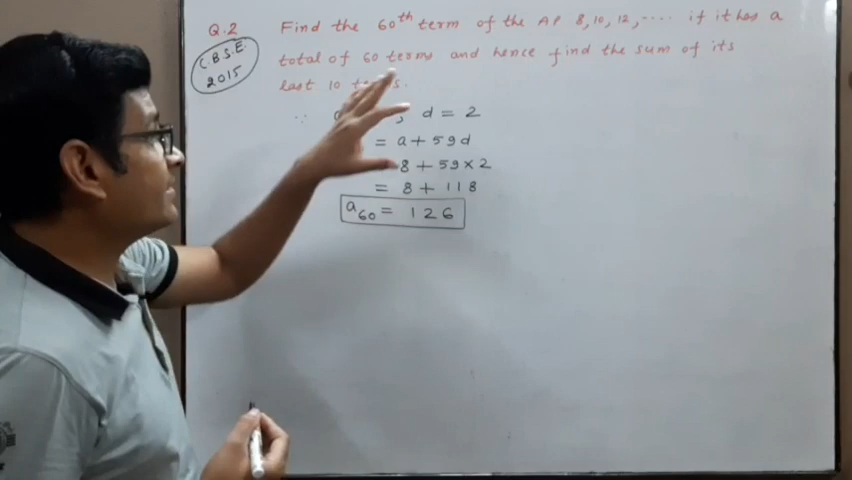 Q.2 Find the 60th term of the AP 8, 10, 12, .... if it has a
(C.B.S.E. 2015) total of 60 terms and hence find the sum of its
last 10
∵ , d = 2
= a + 59d
8 + 59 × 2
= 8 + 118
a60 = 126